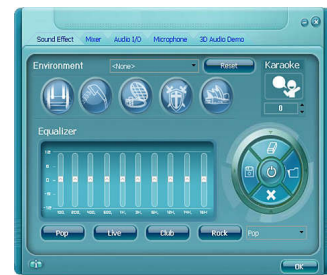 Sound Effect Mixer Audio I/O Microphone 3D Audio Demo
Environment <None> Reset Karaoke
0
Equalizer
Pop Live Club Rock Pop
OK